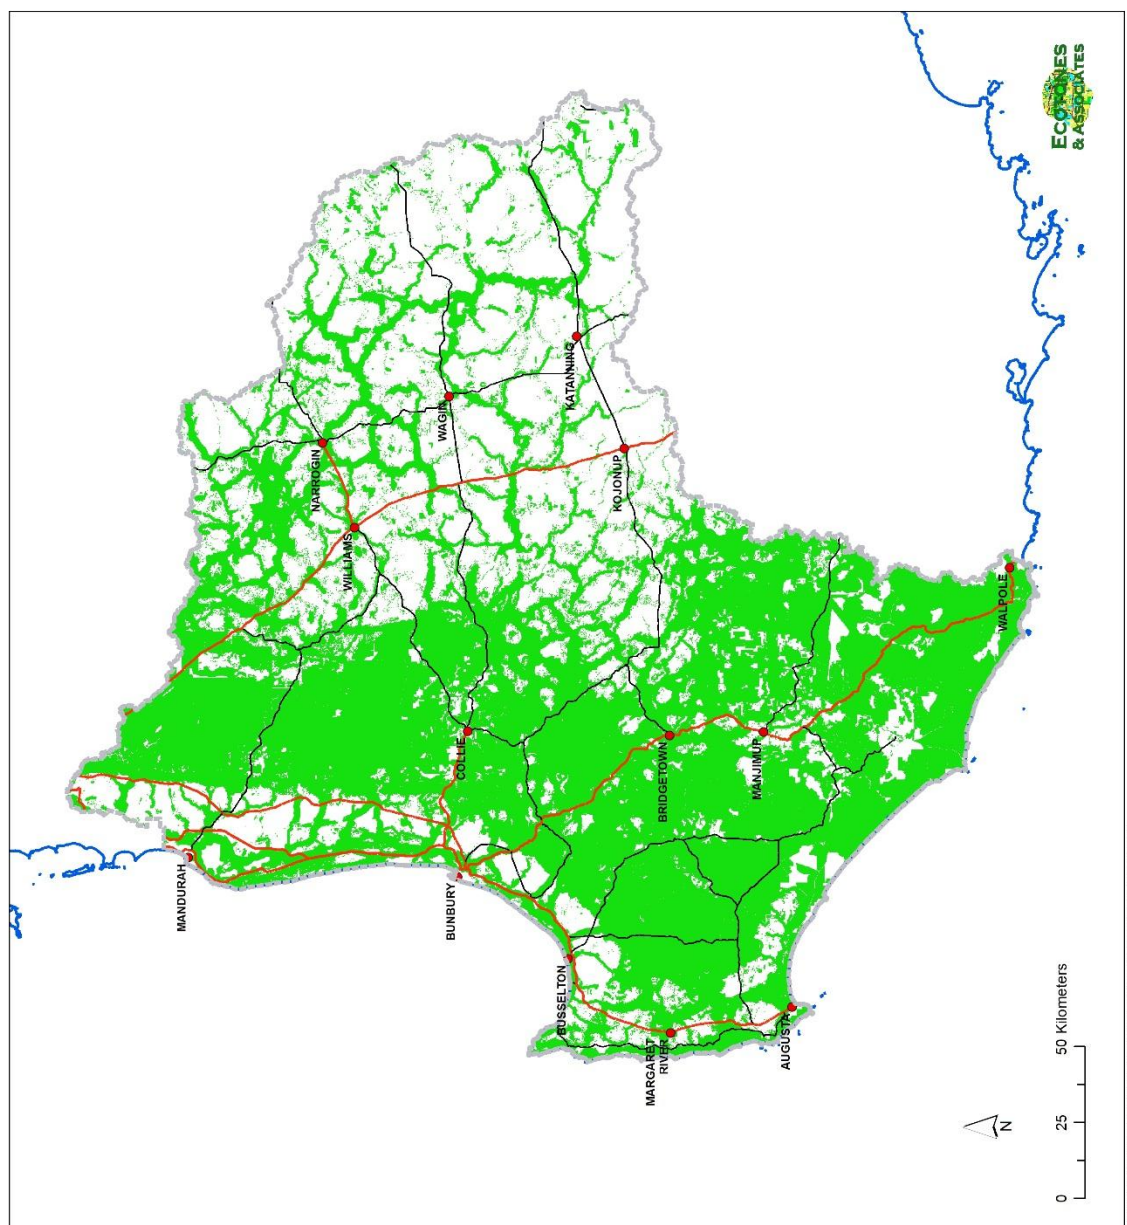 ECOTONES
& ASSOCIATES
MANDURAH
NARROGIN
WILLIAMS
WAGIN
COLLIE
BUNBURY
KATANNING
KOJONUP
BUSSELTON
BRIDGETOWN
MARGARET
RIVER
MANJIMUP
AUGUSTA
WALPOLE
N
0 25 50 Kilometers